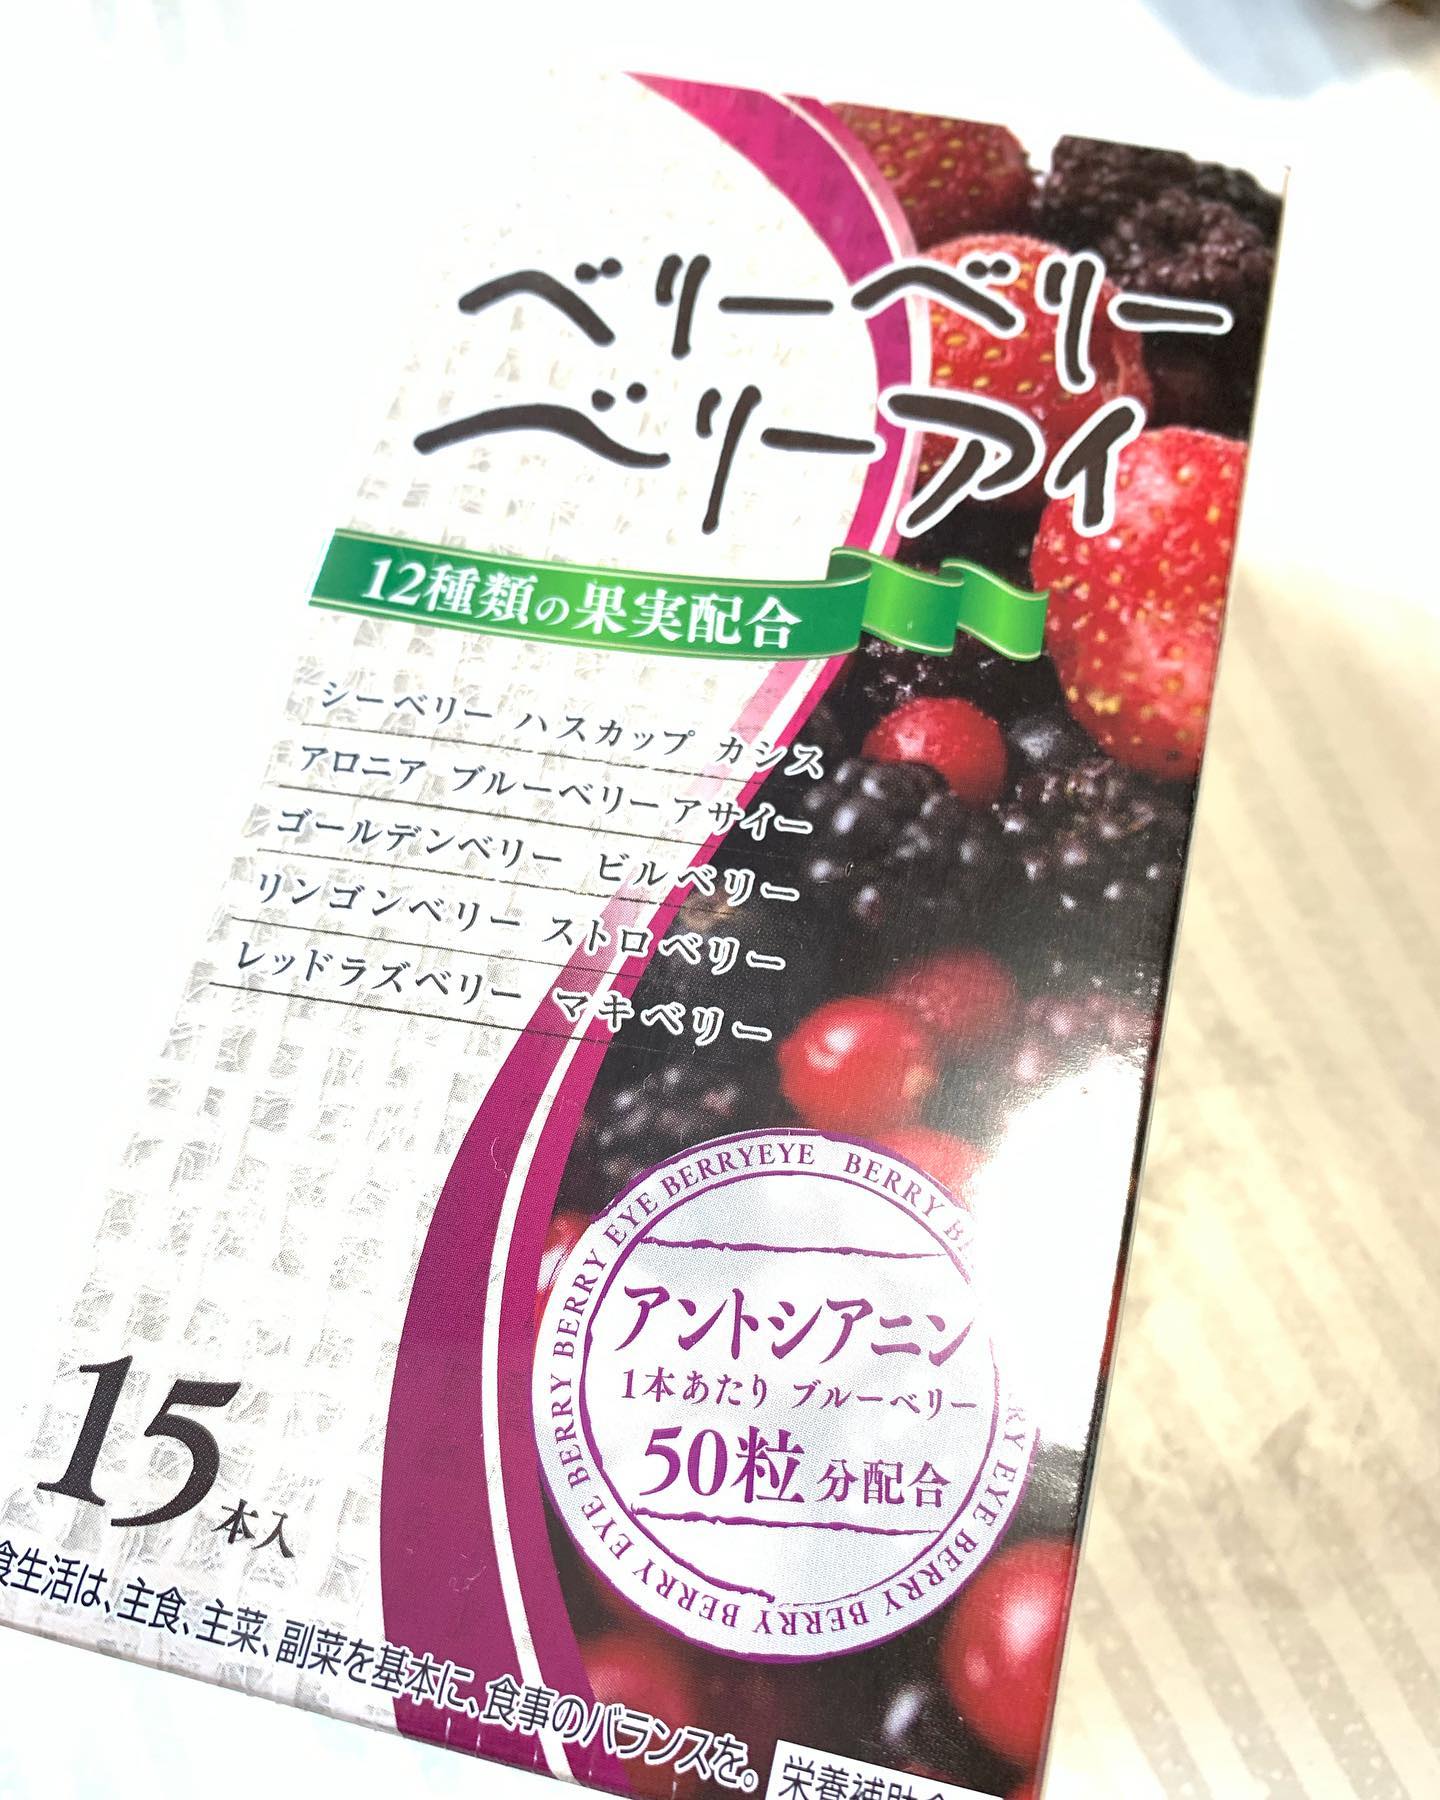 ベリーベリー
ベリーアイ
12種類の果実配合
シーベリー ハスカップ カシス
アロニア ブルーベリー アサイー
ゴールデンベリー ビルベリー
リンゴンベリー ストロベリー
レッドラズベリー マキベリー
BERRY EYE BERRY BERRY EYE BERRYEYE BERRY
EYE BERRY BERRY BERRY
アントシアニン
1本あたり ブルーベリー
50粒分配合
15本入
食生活は、主食、主菜、副菜を基本に、食事のバランスを。
栄養補助